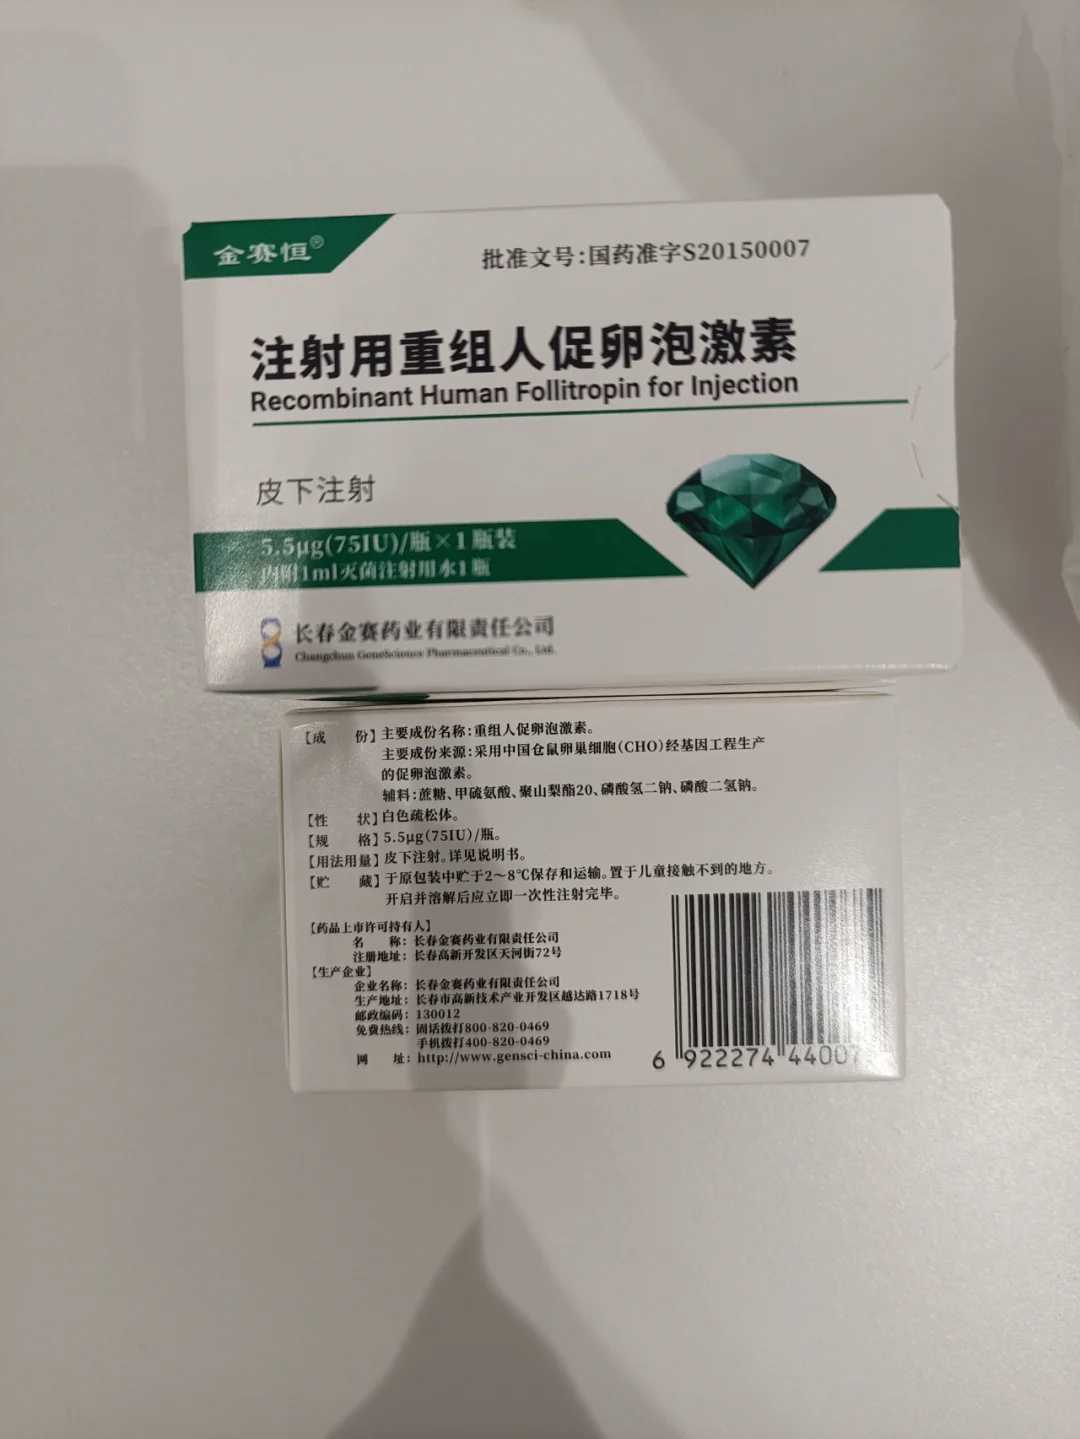 金赛恒®
批准文号:国药准字S20150007
注射用重组人促卵泡激素
Recombinant Human Follitropin for Injection
皮下注射
5.5μg(75IU)/瓶×1瓶装
内附1ml灭菌注射用水1瓶
长春金赛药业有限责任公司
Changchun GeneScience Pharmaceutical Co., Ltd.
【成 份】主要成份名称:重组人促卵泡激素。
主要成份来源:采用中国仓鼠卵巢细胞(CHO)经基因工程生产
的促卵泡激素。
辅料:蔗糖、甲硫氨酸、聚山梨酯20、磷酸氢二钠、磷酸二氢钠。
【性 状】白色疏松体。
【规 格】5.5μg(75IU)/瓶。
【用法用量】皮下注射。详见说明书。
【贮 藏】于原包装中贮于2~8℃保存和运输。置于儿童接触不到的地方。
开启并溶解后应立即一次性注射完毕。
【药品上市许可持有人】
名 称:长春金赛药业有限责任公司
注册地址:长春高新开发区天河街72号
【生产企业】
企业名称:长春金赛药业有限责任公司
生产地址:长春市高新技术产业开发区越达路1718号
邮政编码:130012
免费热线:固话拨打800-820-0469
手机拨打400-820-0469
网 址:http://www.gensci-china.com
6 922274 44007